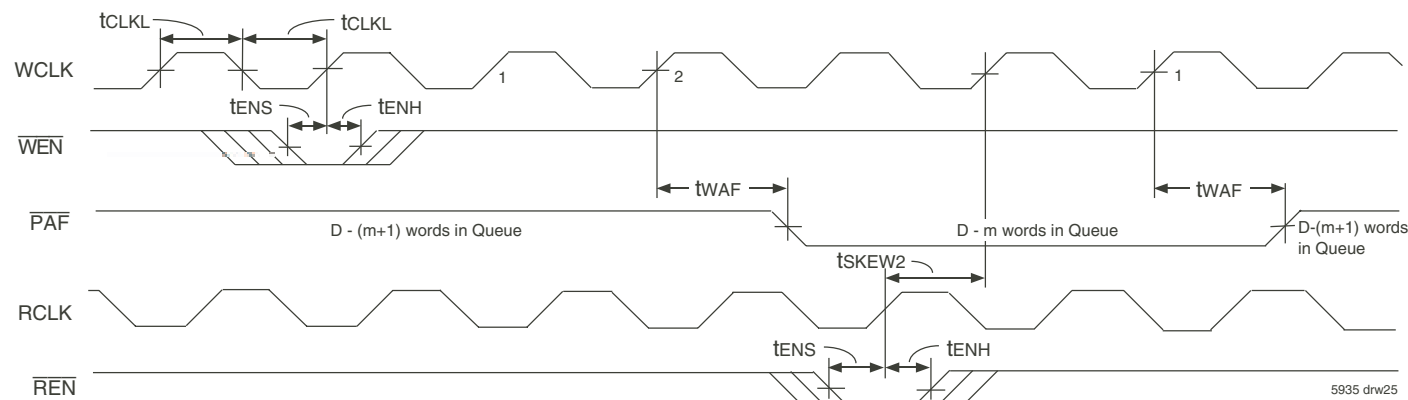 tCLKL tCLKL
WCLK
1 2 1
tENS tENH
WEN
tWAF tWAF
PAF
D - (m+1) words in Queue
D - m words in Queue
D-(m+1) words
in Queue
tSKEW2
RCLK
tENS tENH
REN
5935 drw25